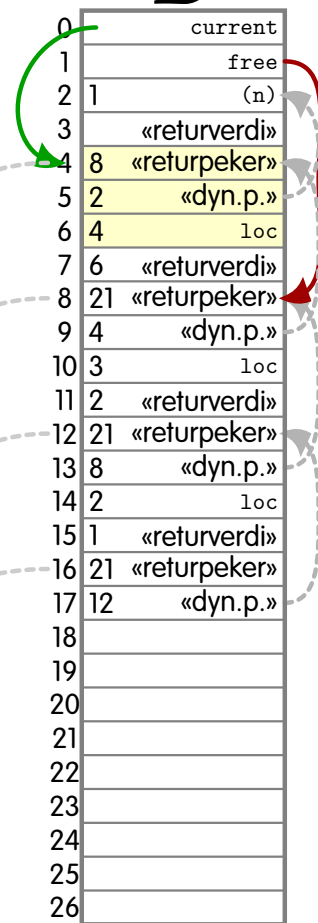 0 current
1 free
2 1 (n)
3 «returverdi»
4 8 «returpeker»
5 2 «dyn.p.»
6 4 loc
7 6 «returverdi»
8 21 «returpeker»
9 4 «dyn.p.»
10 3 loc
11 2 «returverdi»
12 21 «returpeker»
13 8 «dyn.p.»
14 2 loc
15 1 «returverdi»
16 21 «returpeker»
17 12 «dyn.p.»
18
19
20
21
22
23
24
25
26